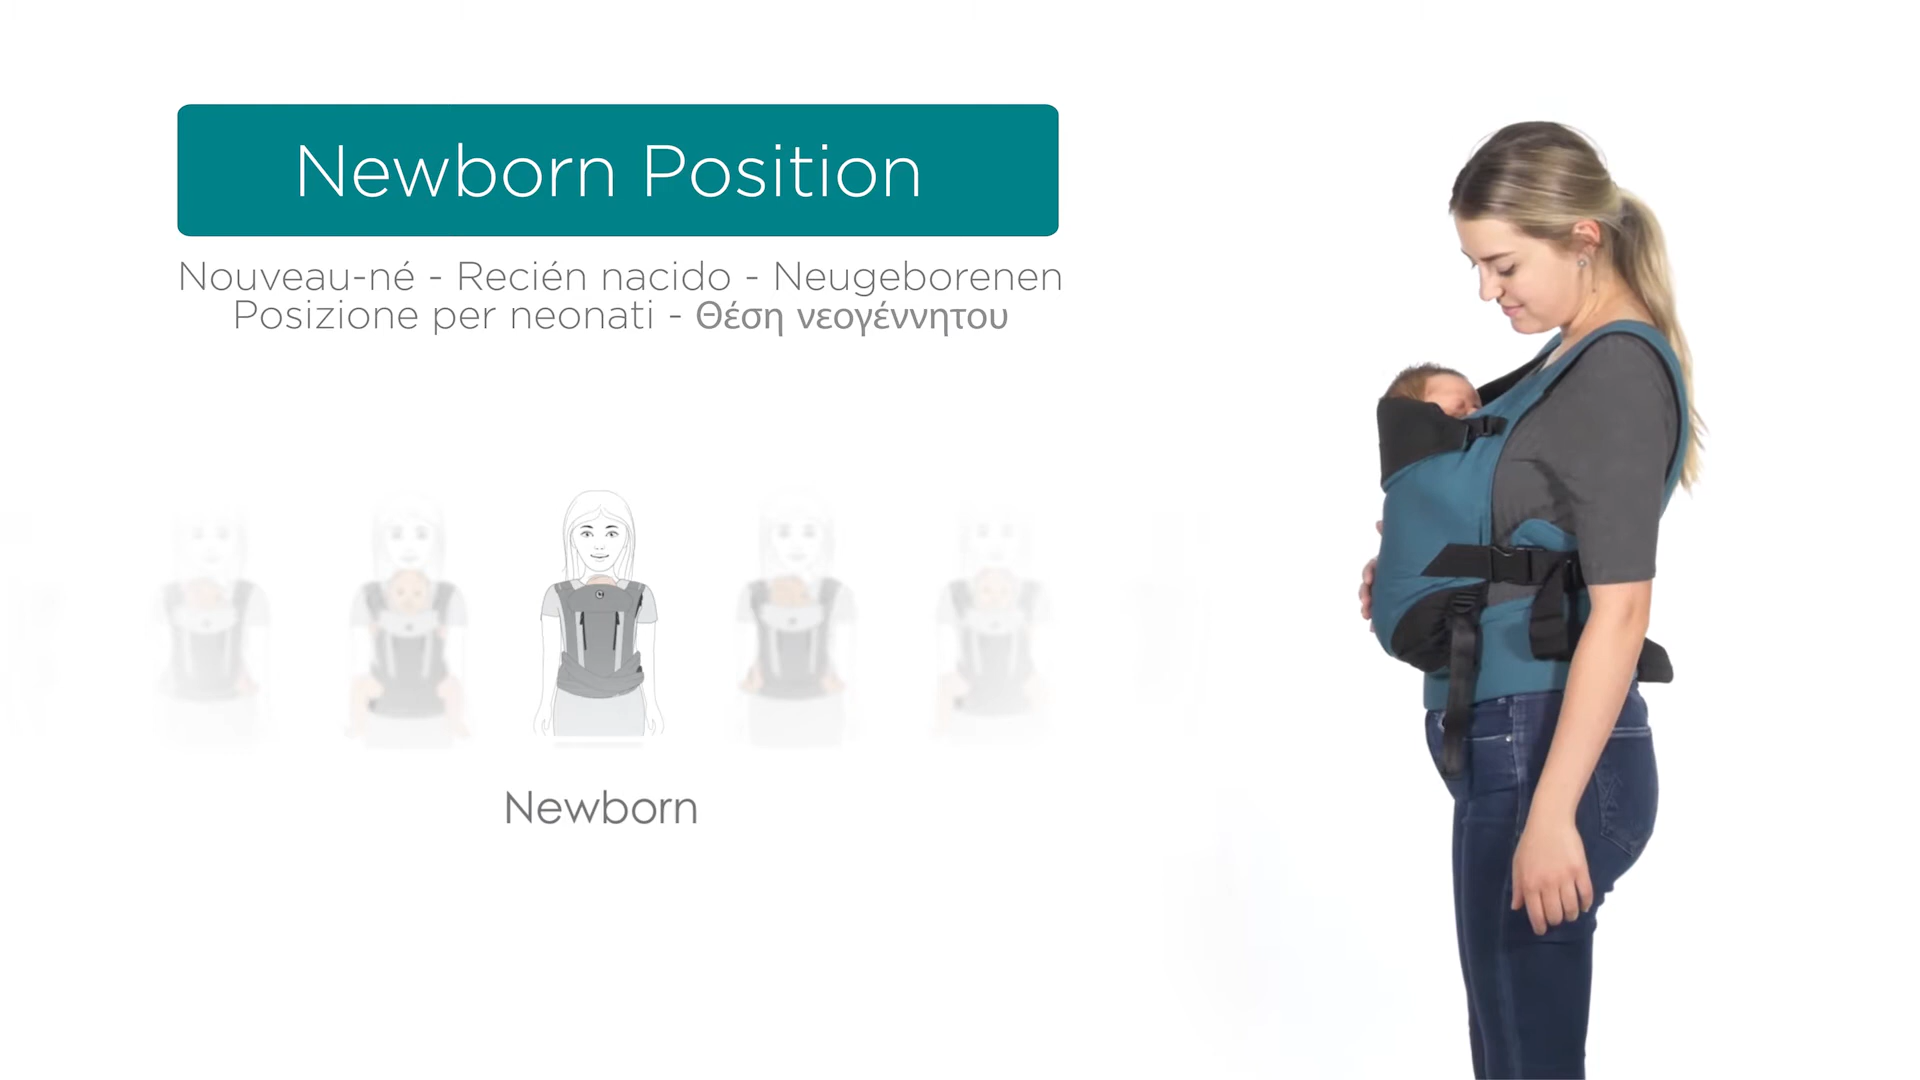 Newborn Position
Nouveau-né - Recién nacido - Neugeborenen
Posizione per neonati - Θέση νεογέννητου
Newborn